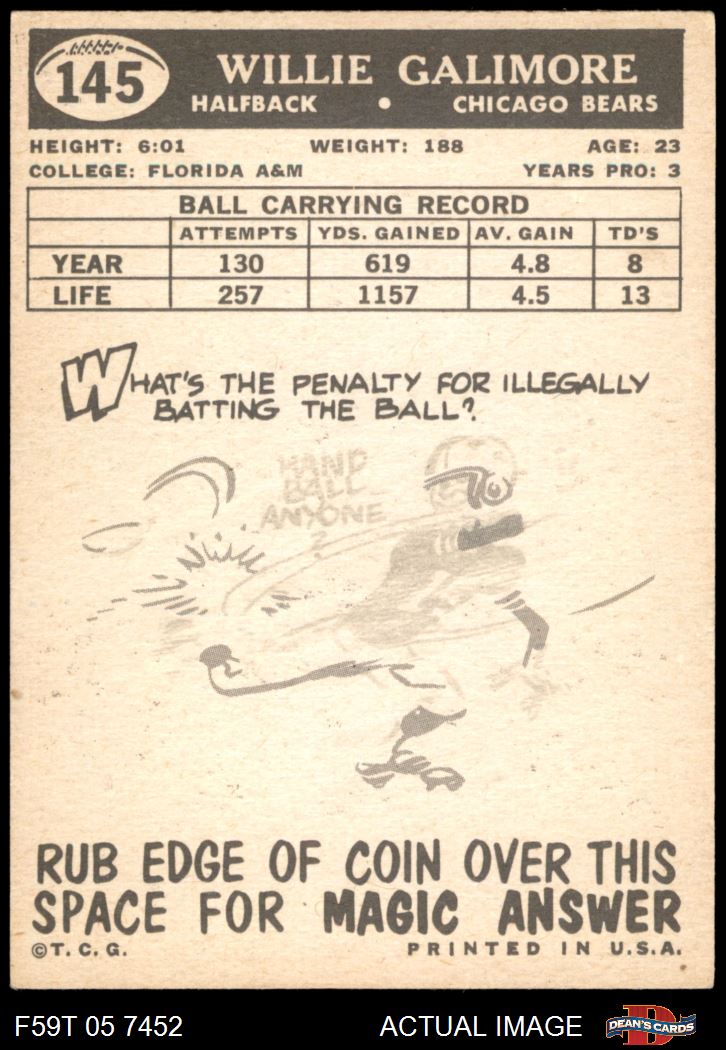 145
WILLIE GALIMORE
HALFBACK • CHICAGO BEARS
HEIGHT: 6:01 WEIGHT: 188 AGE: 23
COLLEGE: FLORIDA A&M YEARS PRO: 3
BALL CARRYING RECORD
ATTEMPTS YDS. GAINED AV. GAIN TD'S
YEAR 130 619 4.8 8
LIFE 257 1157 4.5 13
WHAT'S THE PENALTY FOR ILLEGALLY
BATTING THE BALL?
HAND
BALL
ANYONE
?
RUB EDGE OF COIN OVER THIS
SPACE FOR MAGIC ANSWER
©T. C. G. PRINTED IN U.S.A.
F59T 05 7452 ACTUAL IMAGE D DEAN'S CARDS